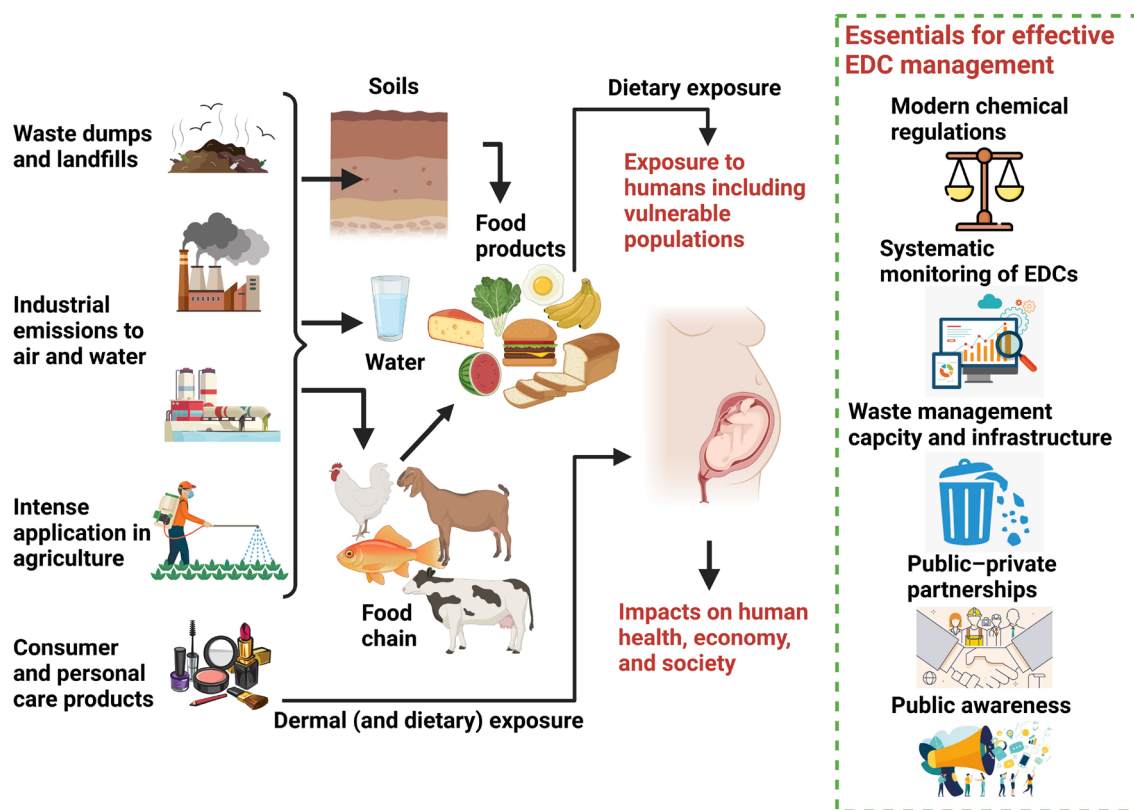 Waste dumps
and landfills
Industrial
emissions to
air and water
Intense
application in
agriculture
Consumer
and personal
care products
Soils
Food
products
Water
Food
chain
Dermal (and dietary) exposure
Dietary exposure
Exposure to
humans including
vulnerable
populations
Impacts on human
health, economy,
and society
Essentials for effective
EDC management
Modern chemical
regulations
Systematic
monitoring of EDCs
Waste management
capcity and infrastructure
Public–private
partnerships
Public awareness